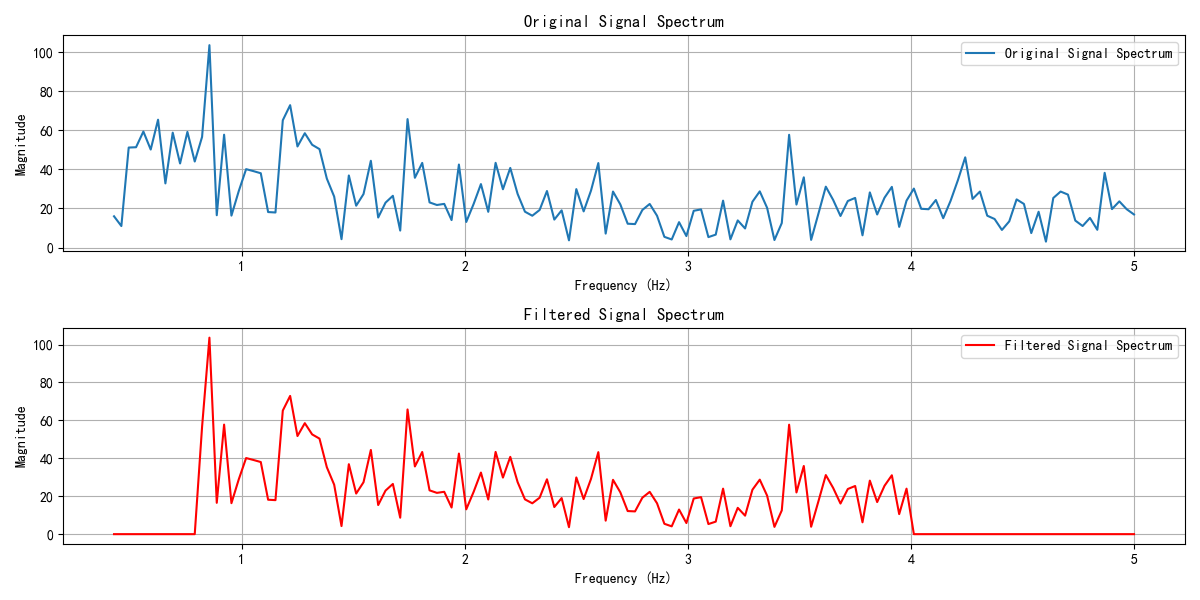 Original Signal Spectrum
Magnitude
100
80
60
40
20
0
Original Signal Spectrum
1
2
3
4
5
Frequency (Hz)
Filtered Signal Spectrum
Magnitude
100
80
60
40
20
0
Filtered Signal Spectrum
1
2
3
4
5
Frequency (Hz)